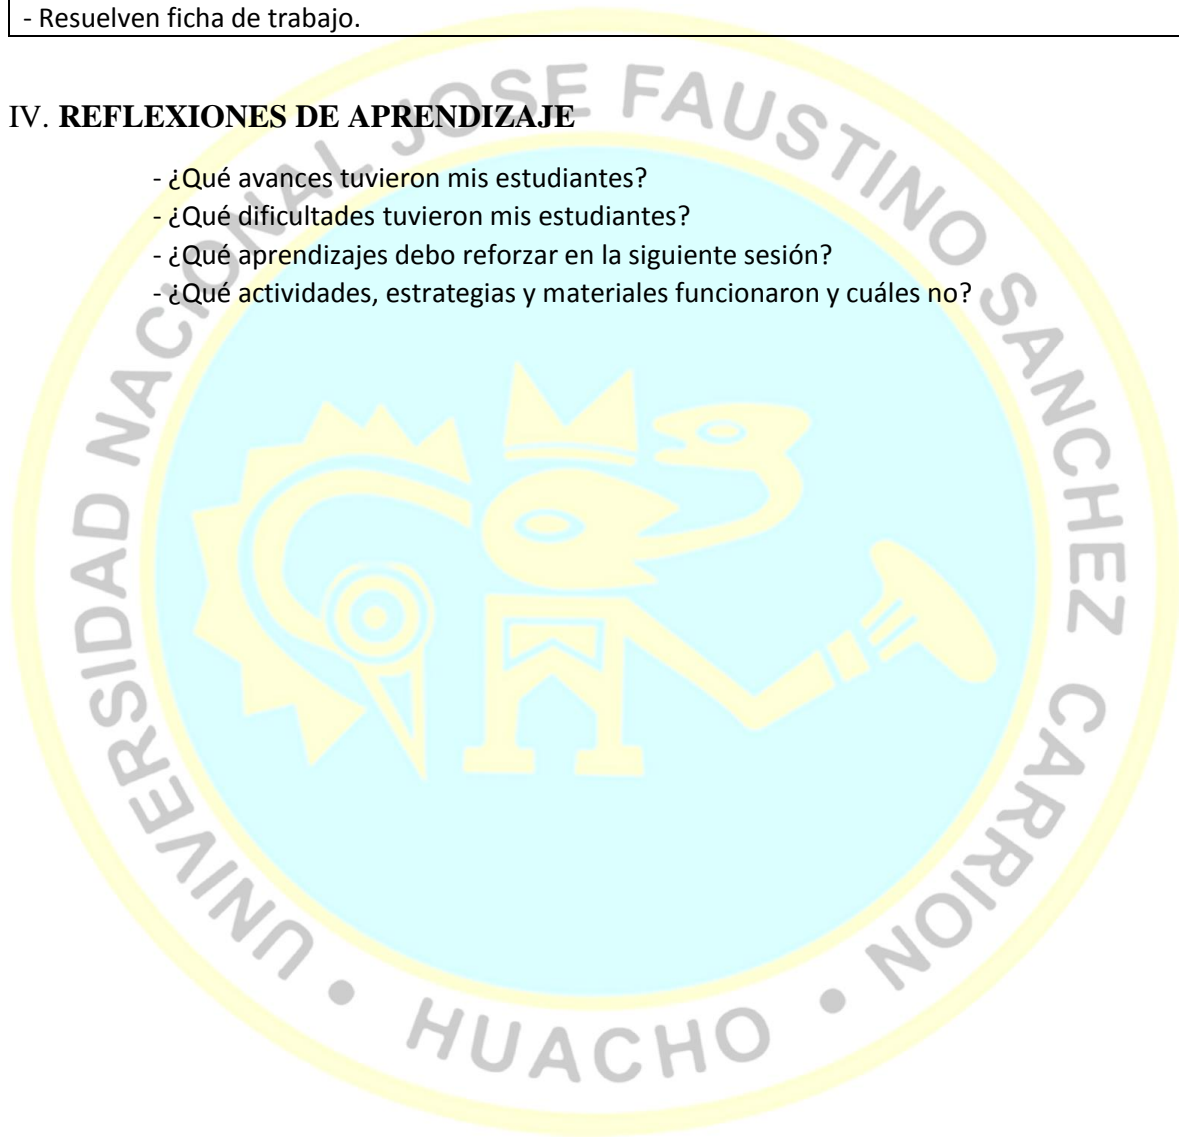 - Resuelven ficha de trabajo.
IV. REFLEXIONES DE APRENDIZAJE
- ¿Qué avances tuvieron mis estudiantes?
- ¿Qué dificultades tuvieron mis estudiantes?
- ¿Qué aprendizajes debo reforzar en la siguiente sesión?
- ¿Qué actividades, estrategias y materiales funcionaron y cuáles no?
UNIVERSIDAD NACIONAL JOSE FAUSTINO SANCHEZ CARRION • HUACHO •